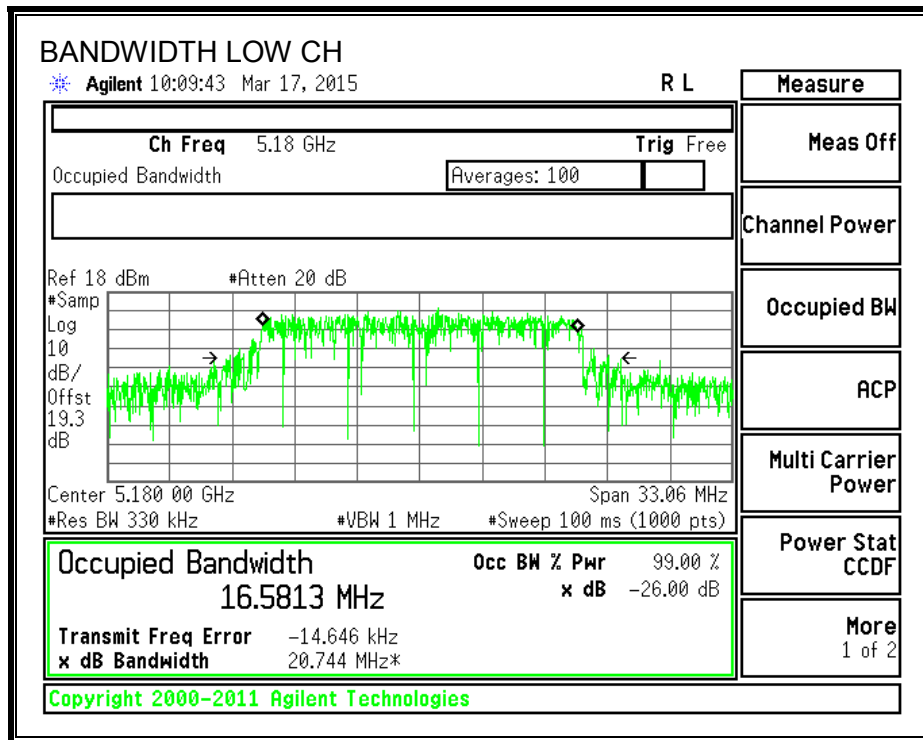 BANDWIDTH LOW CH
Agilent 10:09:43 Mar 17, 2015 R L
Measure
Ch Freq 5.18 GHz Trig Free
Meas Off
Occupied Bandwidth Averages: 100
Channel Power
Ref 18 dBm #Atten 20 dB
#Samp
Log
10
dB/
Offst
19.3
dB
Occupied BW
ACP
Multi Carrier
Power
Center 5.180 00 GHz Span 33.06 MHz
#Res BW 330 kHz #VBW 1 MHz #Sweep 100 ms (1000 pts)
Power Stat
CCDF
Occupied Bandwidth Occ BW % Pwr 99.00 %
16.5813 MHz x dB -26.00 dB
Transmit Freq Error -14.646 kHz
x dB Bandwidth 20.744 MHz*
More
1 of 2
Copyright 2000-2011 Agilent Technologies